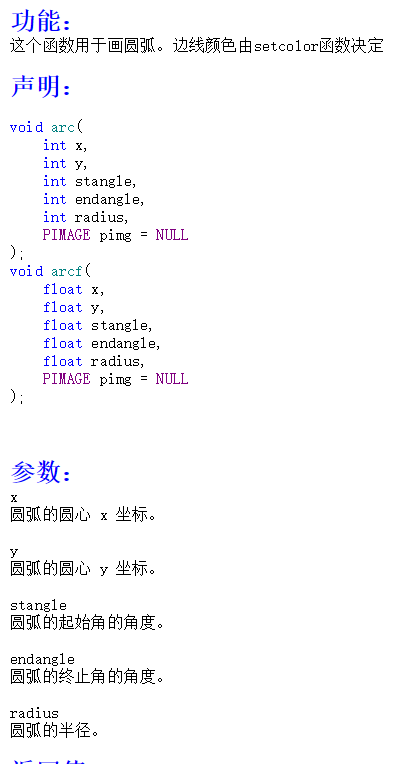 功能：
这个函数用于画圆弧。边线颜色由setcolor函数决定
声明：
void arc(
    int x,
    int y,
    int stangle,
    int endangle,
    int radius,
    PIMAGE pimg = NULL
);
void arcf(
    float x,
    float y,
    float stangle,
    float endangle,
    float radius,
    PIMAGE pimg = NULL
);
参数：
x
圆弧的圆心 x 坐标。
y
圆弧的圆心 y 坐标。
stangle
圆弧的起始角的角度。
endangle
圆弧的终止角的角度。
radius
圆弧的半径。